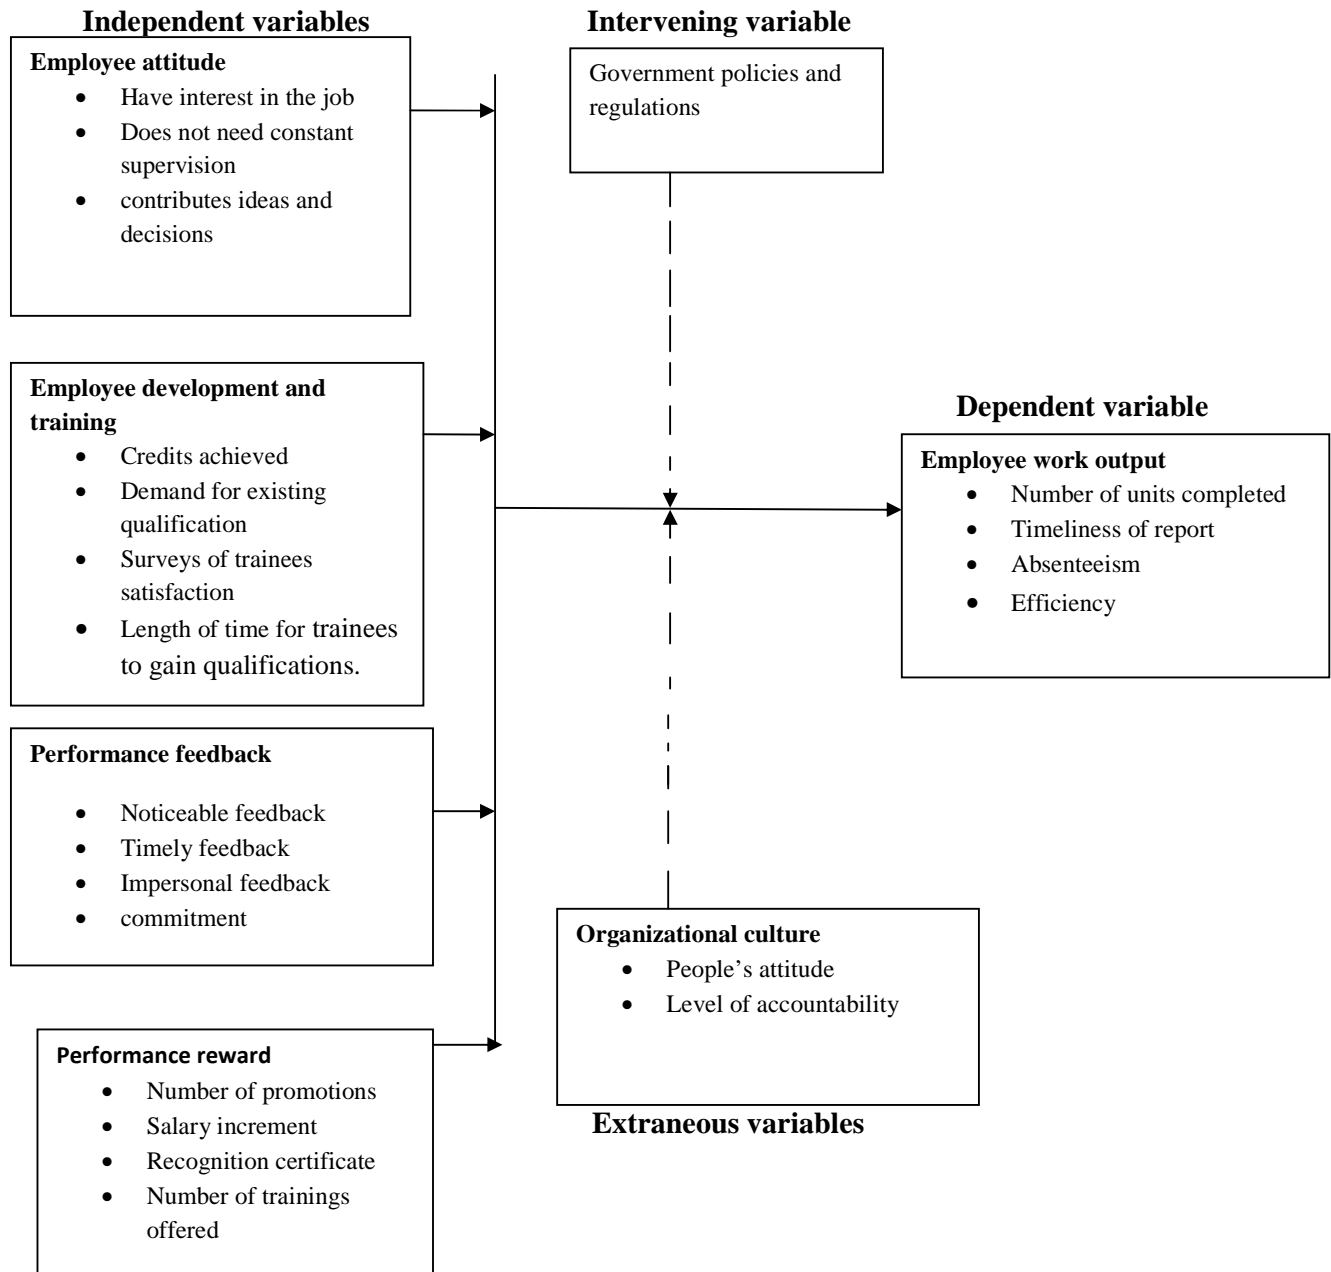 Independent variables
Employee attitude
• Have interest in the job
• Does not need constant
supervision
• contributes ideas and
decisions
Employee development and
training
• Credits achieved
• Demand for existing
qualification
• Surveys of trainees
satisfaction
• Length of time for trainees
to gain qualifications.
Performance feedback
• Noticeable feedback
• Timely feedback
• Impersonal feedback
• commitment
Performance reward
• Number of promotions
• Salary increment
• Recognition certificate
• Number of trainings
offered
Intervening variable
Government policies and
regulations
Organizational culture
• People’s attitude
• Level of accountability
Extraneous variables
Dependent variable
Employee work output
• Number of units completed
• Timeliness of report
• Absenteeism
• Efficiency